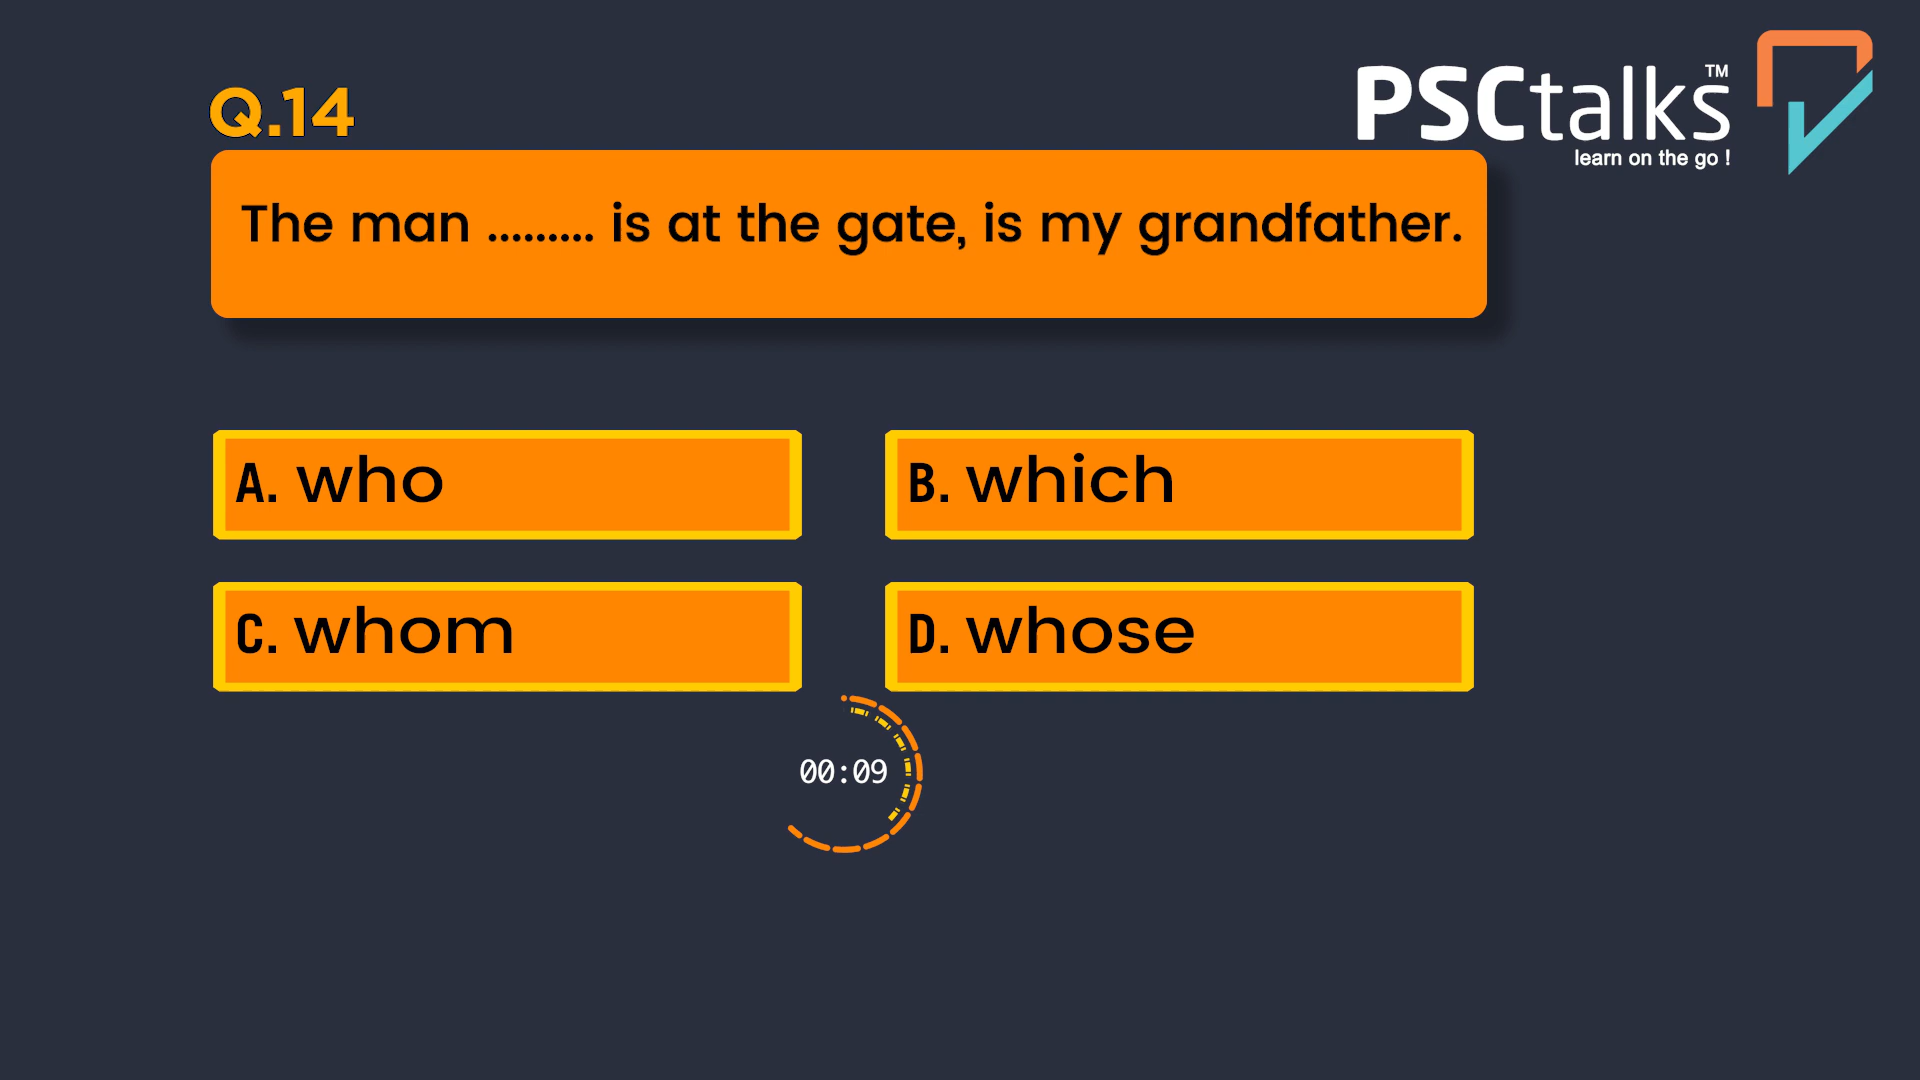 PSCtalks™
learn on the go !
Q.14
The man ......... is at the gate, is my grandfather.
A. who
B. which
C. whom
D. whose
00:09